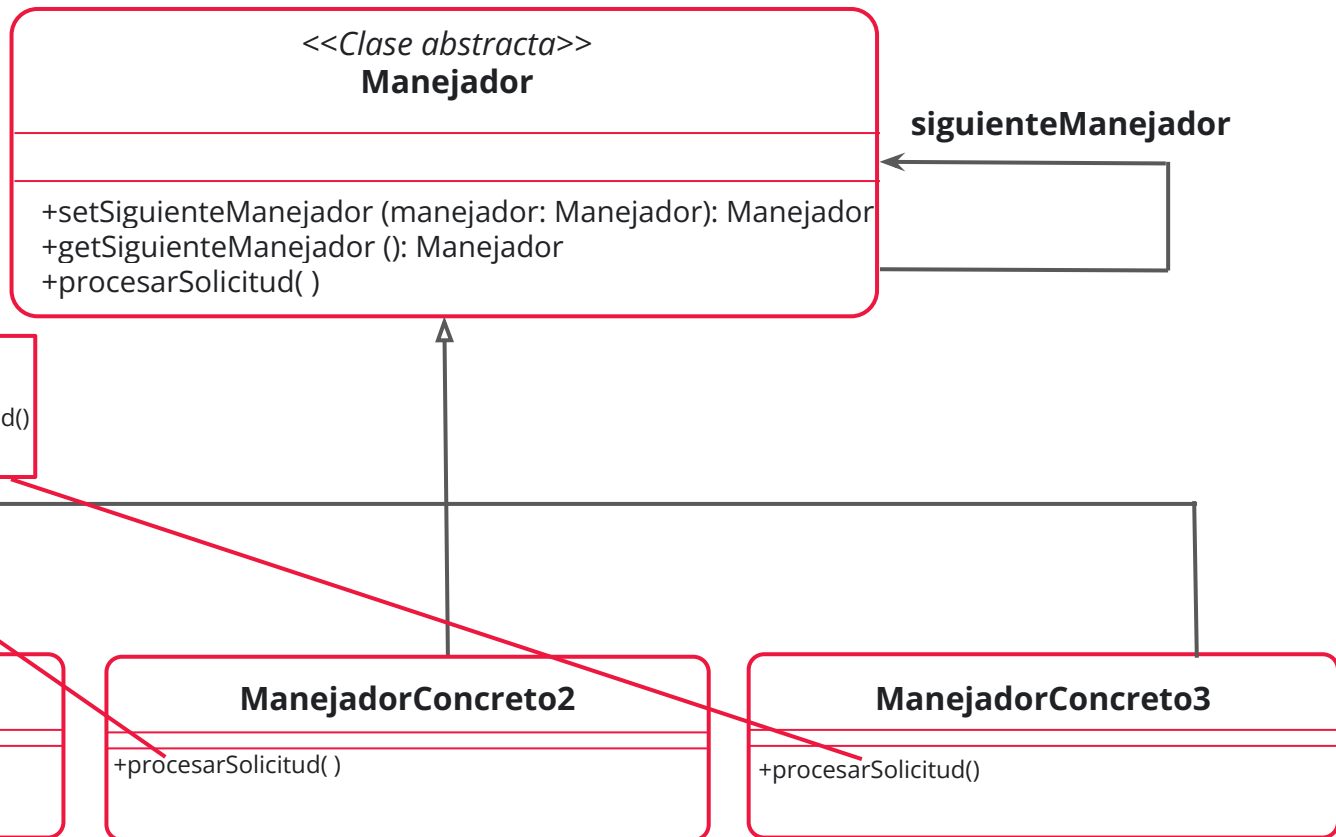 <<Clase abstracta>>
Manejador
siguienteManejador
+setSiguienteManejador (manejador: Manejador): Manejador
+getSiguienteManejador (): Manejador
+procesarSolicitud( )
d()
ManejadorConcreto2
ManejadorConcreto3
+procesarSolicitud( )
+procesarSolicitud()